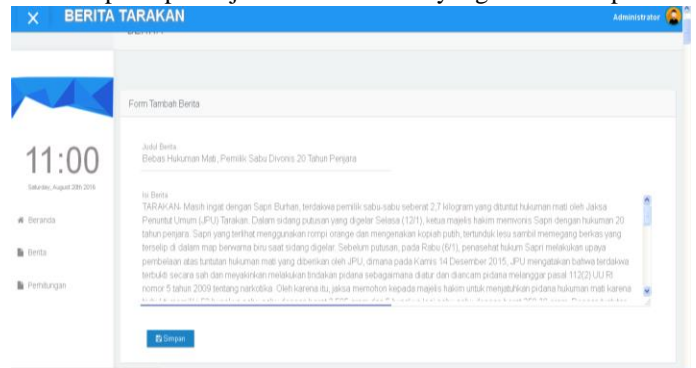 BERITA TARAKAN
Administrator
Form Tambah Berita
11:00
Saturday, August 20th 2016
Beranda
Berita
Perhitungan
Judul Berita
Bebas Hukuman Mati, Pemilik Sabu Divonis 20 Tahun Penjara
Isi Berita
TARAKAN- Masih ingat dengan Sapri Burhan, terdakwa pemilik sabu-sabu seberat 2,7 kilogram yang dituntut hukuman mati oleh Jaksa
Penuntut Umum (JPU) Tarakan. Dalam sidang putusan yang digelar Selasa (12/1), ketua majelis hakim memvonis Sapri dengan hukuman 20
tahun penjara. Sapri yang terlihat menggunakan rompi orange dan mengenakan kopiah putih, tertunduk lesu sambil memegang berkas yang
terselip di dalam map berwarna biru saat sidang digelar. Sebelum putusan, pada Rabu (6/1), penasehat hukum Sapri melakukan upaya
pembelaan atas tuntutan hukuman mati yang diberikan oleh JPU, dimana pada Kamis 14 Desember 2015, JPU mengatakan bahwa terdakwa
terbukti secara sah dan meyakinkan melakukan tindakan pidana sebagaimana diatur dan diancam pidana melanggar pasal 112(2) UU RI
nomor 5 tahun 2009 tentang narkotika. Oleh karena itu, jaksa memohon kepada majelis hakim untuk menjatuhkan pidana hukuman mati karena
Simpan